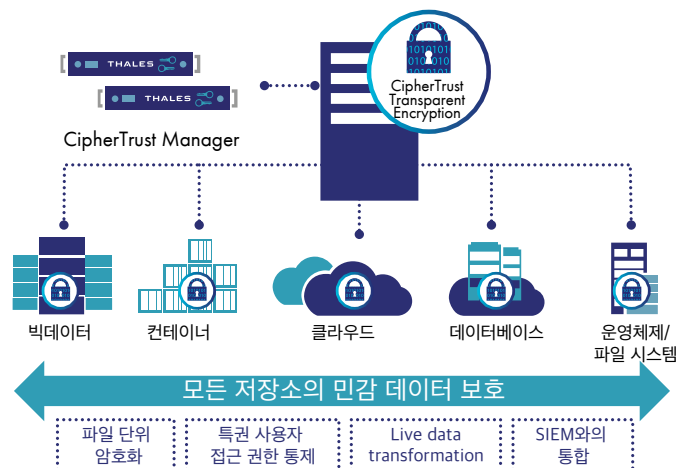 THALES
THALES
CipherTrust Manager
CipherTrust
Transparent
Encryption
빅데이터
컨테이너
클라우드
데이터베이스
운영체제/
파일 시스템
모든 저장소의 민감 데이터 보호
파일 단위
암호화
특권 사용자
접근 권한 통제
Live data
transformation
SIEM와의
통합